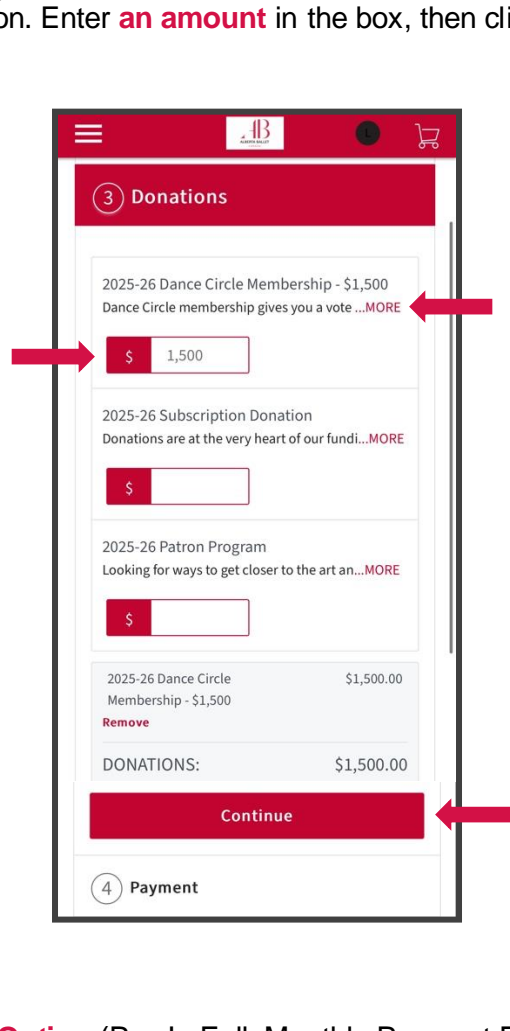 on. Enter an amount in the box, then cli
AB
ALBERTA BALLET
L
3 Donations
2025-26 Dance Circle Membership - $1,500
Dance Circle membership gives you a vote ...MORE
$ 1,500
2025-26 Subscription Donation
Donations are at the very heart of our fundi...MORE
$
2025-26 Patron Program
Looking for ways to get closer to the art an...MORE
$
2025-26 Dance Circle $1,500.00
Membership - $1,500
Remove
DONATIONS: $1,500.00
Continue
4 Payment